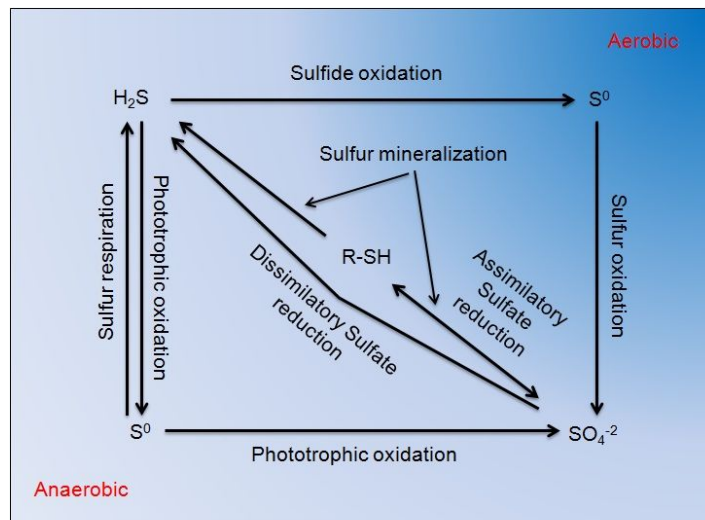 Aerobic
Sulfide oxidation
H₂S
S⁰
Sulfur mineralization
Sulfur respiration
Phototrophic oxidation
R-SH
Dissimilatory Sulfate
reduction
Assimilatory
Sulfate
reduction
Sulfur oxidation
S⁰
SO₄⁻²
Phototrophic oxidation
Anaerobic